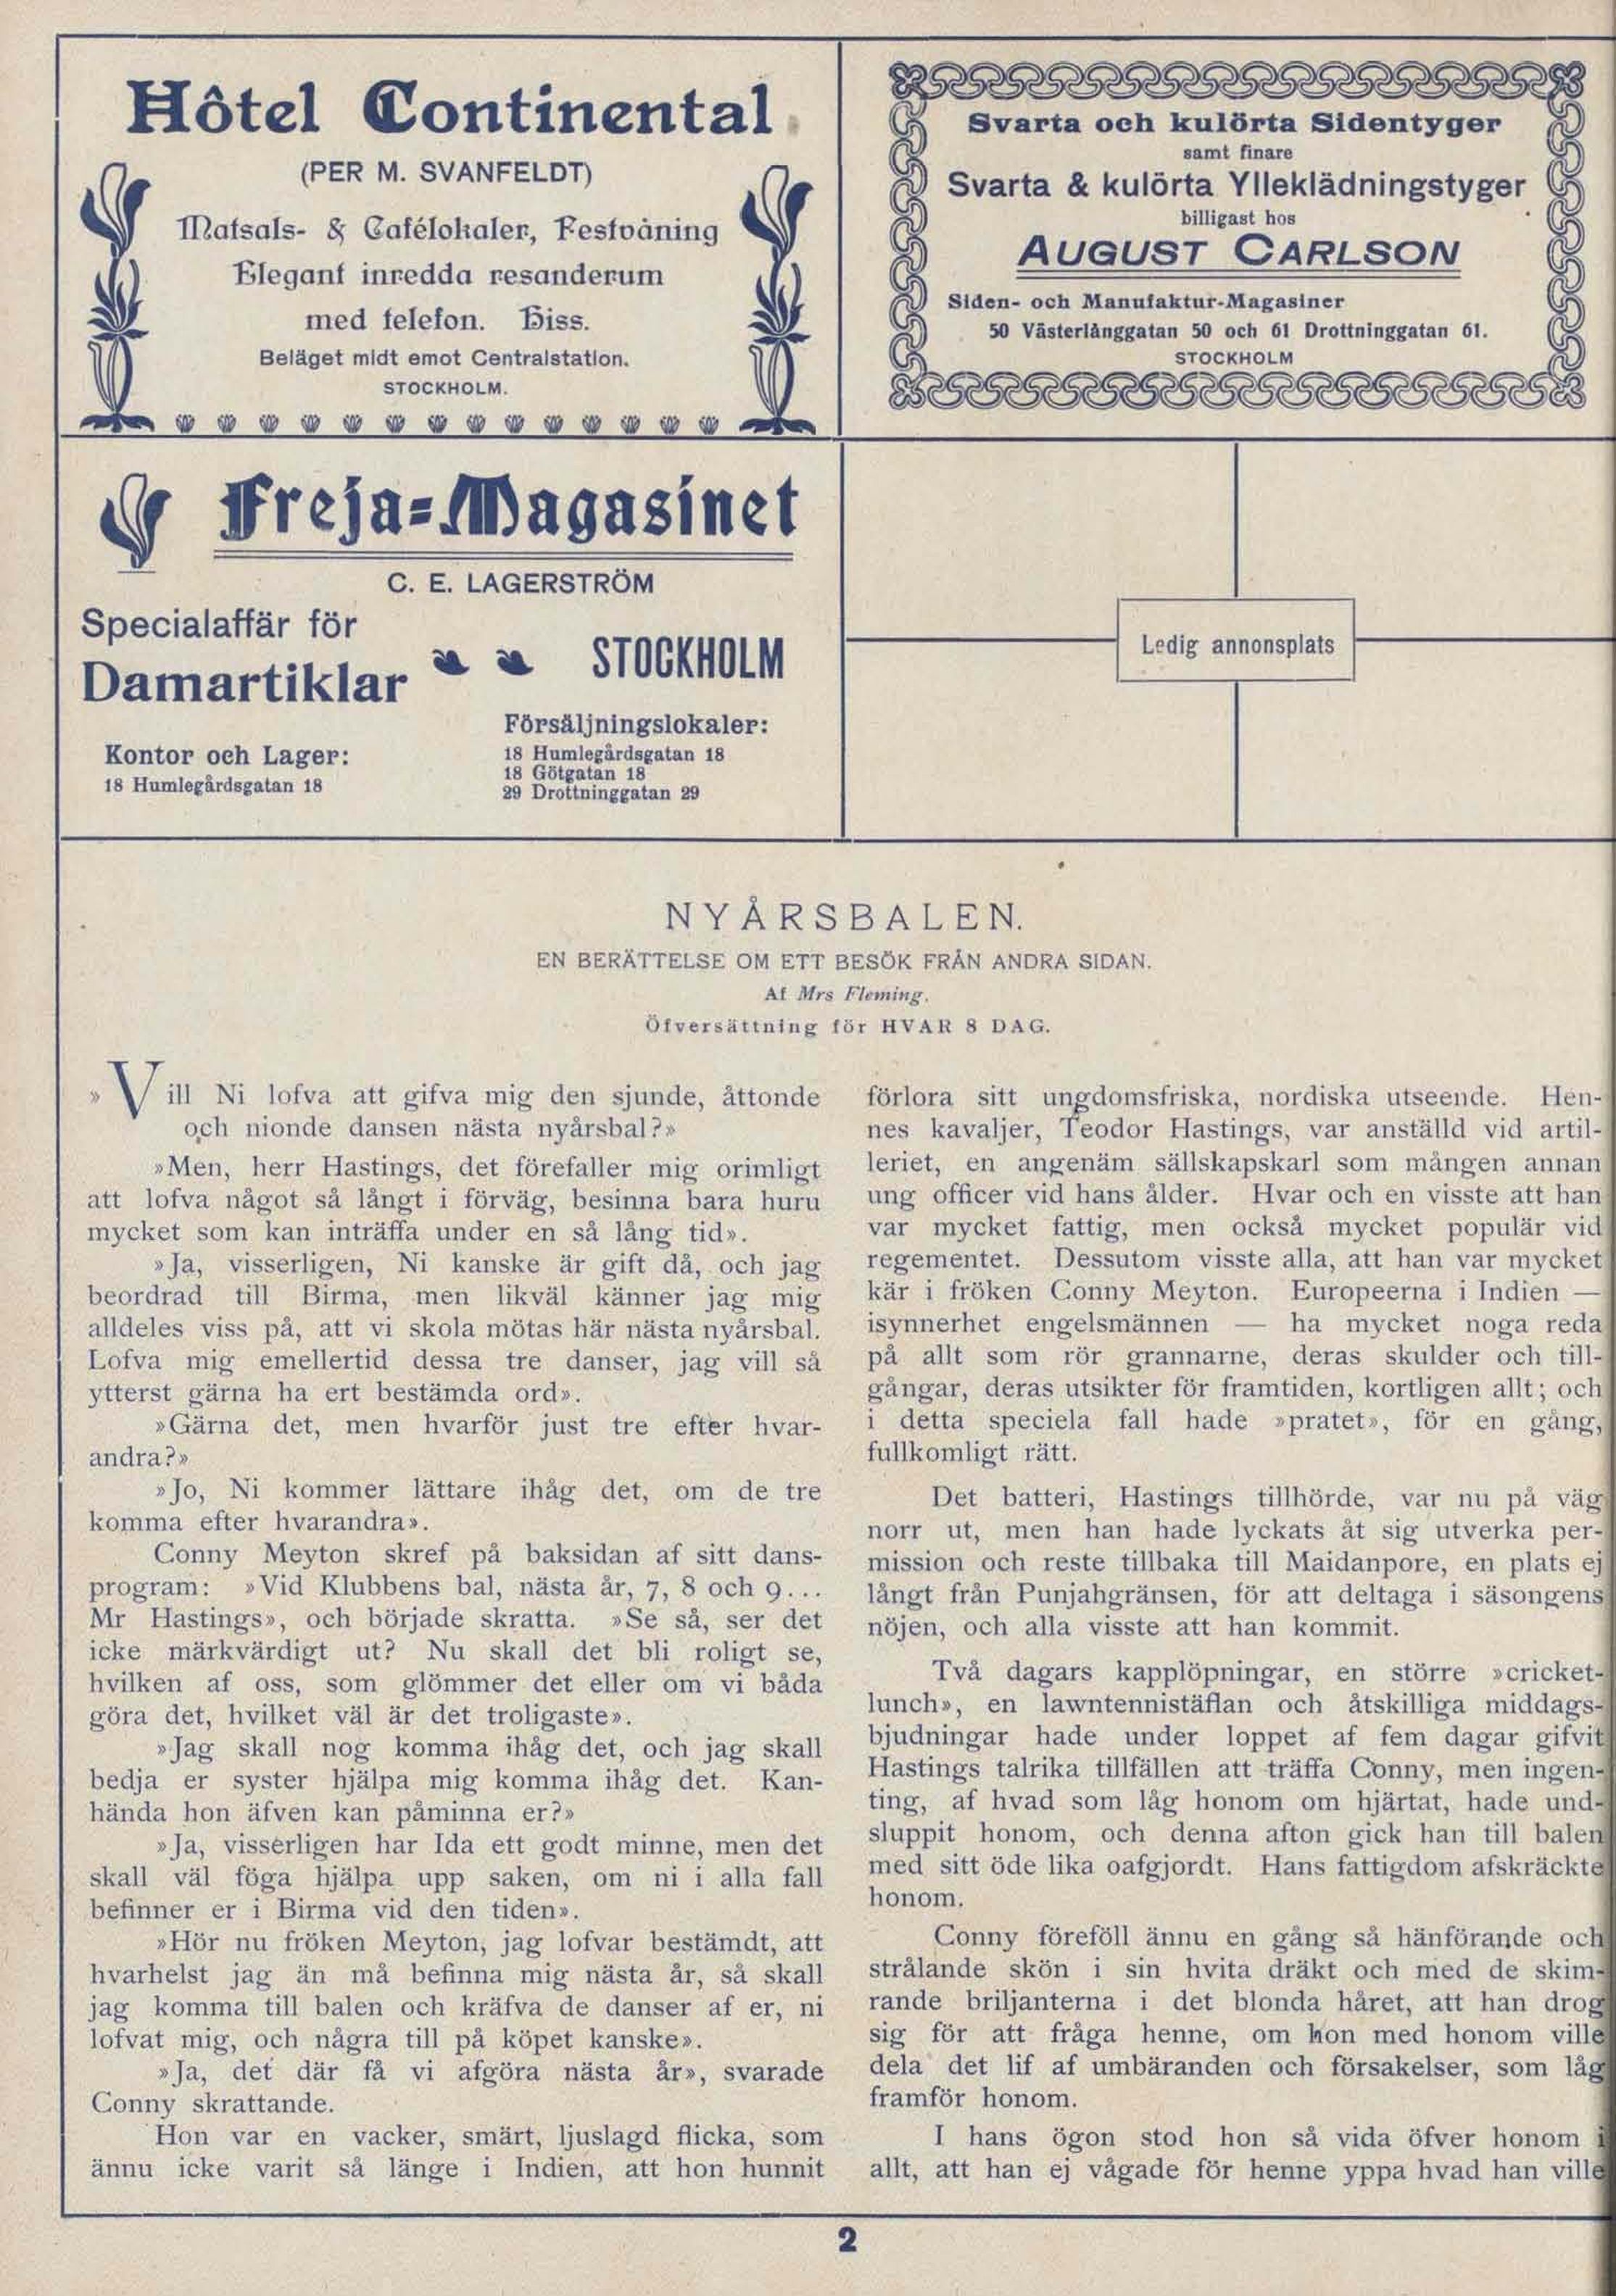 Hôtel Continental
(PER M. SVANFELDT)
Matsals- & Cafélokaler, Festvåning
Elegant inredda resanderum
med telefon. Hiss.
Beläget midt emot Centralstation.
STOCKHOLM.
Svarta och kulörta Sidentyger
samt finare
Svarta & kulörta Ylleklädningstyger
billigast hos
AUGUST CARLSON
Siden- och Manufaktur-Magasiner
50 Västerlånggatan 50 och 61 Drottninggatan 61.
STOCKHOLM
Freja-Magasinet
C. E. LAGERSTRÖM
Specialaffär för
Damartiklar
STOCKHOLM
Kontor och Lager:
18 Humlegårdsgatan 18
Försäljningslokaler:
18 Humlegårdsgatan 18
18 Götgatan 18
29 Drottninggatan 29
Ledig annonsplats
NYÅRSBALEN.
EN BERÄTTELSE OM ETT BESÖK FRÅN ANDRA SIDAN.
Af Mrs Fleming.
Öfversättning för HVAR 8 DAG.
»Vill Ni lofva att gifva mig den sjunde, åttonde
och nionde dansen nästa nyårsbal?»
»Men, herr Hastings, det förefaller mig orimligt
att lofva något så långt i förväg, besinna bara huru
mycket som kan inträffa under en så lång tid».
»Ja, visserligen, Ni kanske är gift då, och jag
beordrad till Birma, men likväl känner jag mig
alldeles viss på, att vi skola mötas här nästa nyårsbal.
Lofva mig emellertid dessa tre danser, jag vill så
ytterst gärna ha ert bestämda ord».
»Gärna det, men hvarför just tre efter hvar-
andra?»
»Jo, Ni kommer lättare ihåg det, om de tre
komma efter hvarandra».
Conny Meyton skref på baksidan af sitt dans-
program: »Vid Klubbens bal, nästa år, 7, 8 och 9...
Mr Hastings», och började skratta. »Se så, ser det
icke märkvärdigt ut? Nu skall det bli roligt se,
hvilken af oss, som glömmer det eller om vi båda
göra det, hvilket väl är det troligaste».
»Jag skall nog komma ihåg det, och jag skall
bedja er syster hjälpa mig komma ihåg det. Kan-
hända hon äfven kan påminna er?»
»Ja, visserligen har Ida ett godt minne, men det
skall väl föga hjälpa upp saken, om ni i alla fall
befinner er i Birma vid den tiden».
»Hör nu fröken Meyton, jag lofvar bestämdt, att
hvarhelst jag än må befinna mig nästa år, så skall
jag komma till balen och kräfva de danser af er, ni
lofvat mig, och några till på köpet kanske».
»Ja, det där få vi afgöra nästa år», svarade
Conny skrattande.
Hon var en vacker, smärt, ljuslagd flicka, som
ännu icke varit så länge i Indien, att hon hunnit
förlora sitt ungdomsfriska, nordiska utseende. Hen-
nes kavaljer, Teodor Hastings, var anställd vid artil-
leriet, en angenäm sällskapskarl som mången annan
ung officer vid hans ålder. Hvar och en visste att han
var mycket fattig, men också mycket populär vid
regementet. Dessutom visste alla, att han var mycket
kär i fröken Conny Meyton. Europeerna i Indien —
isynnerhet engelsmännen — ha mycket noga reda
på allt som rör grannarne, deras skulder och till-
gångar, deras utsikter för framtiden, kortligen allt; och
i detta speciela fall hade »pratet», för en gång,
fullkomligt rätt.
Det batteri, Hastings tillhörde, var nu på väg
norr ut, men han hade lyckats åt sig utverka per-
mission och reste tillbaka till Maidanpore, en plats ej
långt från Punjahgränsen, för att deltaga i säsongens
nöjen, och alla visste att han kommit.
Två dagars kapplöpningar, en större »cricket-
lunch», en lawntennistäflan och åtskilliga middags-
bjudningar hade under loppet af fem dagar gifvit
Hastings talrika tillfällen att träffa Conny, men ingen-
ting, af hvad som låg honom om hjärtat, hade und-
sluppit honom, och denna afton gick han till balen
med sitt öde lika oafgjordt. Hans fattigdom afskräckte
honom.
Conny föreföll ännu en gång så hänförande och
strålande skön i sin hvita dräkt och med de skim-
rande briljanterna i det blonda håret, att han drog
sig för att fråga henne, om hon med honom ville
dela det lif af umbäranden och försakelser, som låg
framför honom.
I hans ögon stod hon så vida öfver honom i
allt, att han ej vågade för henne yppa hvad han ville
2